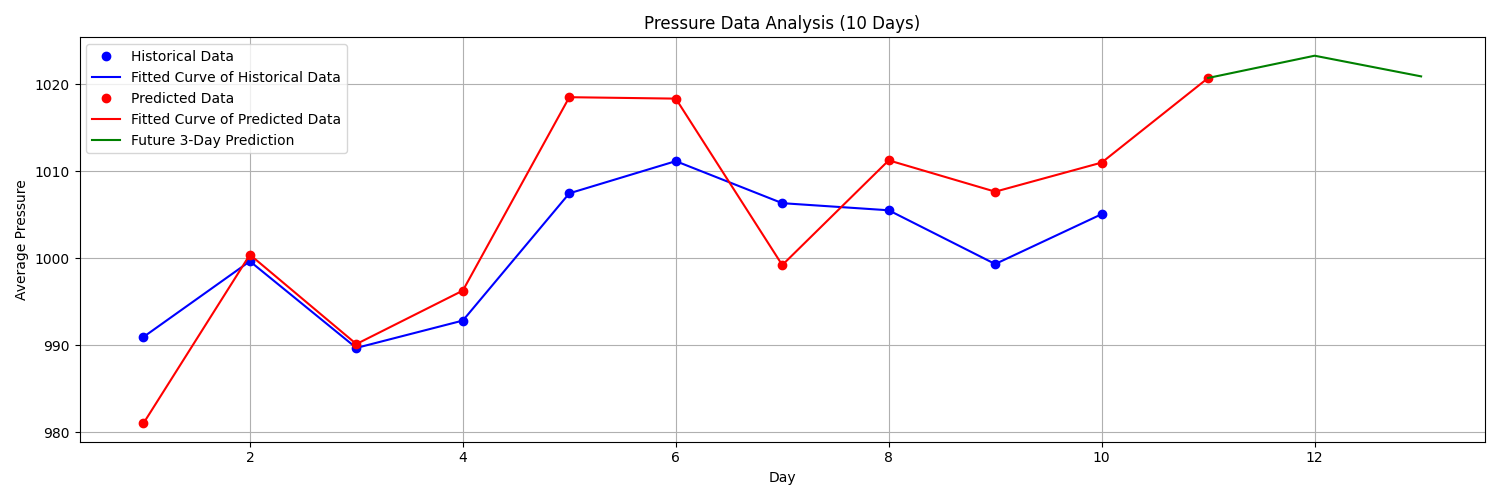 Pressure Data Analysis (10 Days)
Historical Data
Fitted Curve of Historical Data
Predicted Data
Fitted Curve of Predicted Data
Future 3-Day Prediction
Average Pressure
1020
1010
1000
990
980
2 4 6 8 10 12
Day